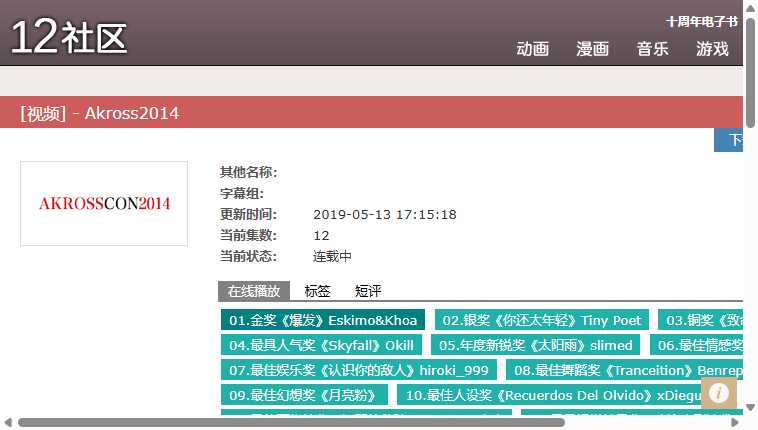 12社区
十周年电子书
动画 漫画 音乐 游戏
[视频] - Akross2014
AKROSSCON2014
其他名称:
字幕组:
更新时间: 2019-05-13 17:15:18
当前集数: 12
当前状态: 连载中
在线播放 标签 短评
01.金奖《爆发》Eskimo&Khoa 02.银奖《你还太年轻》Tiny Poet 03.铜奖《致
04.最具人气奖《Skyfall》Okill 05.年度新锐奖《太阳雨》slimed 06.最佳情感奖
07.最佳娱乐奖《认识你的敌人》hiroki_999 08.最佳舞蹈奖《Tranceition》Benrep
09.最佳幻想奖《月亮粉》 10.最佳人设奖《Recuerdos Del Olvido》xDiegu